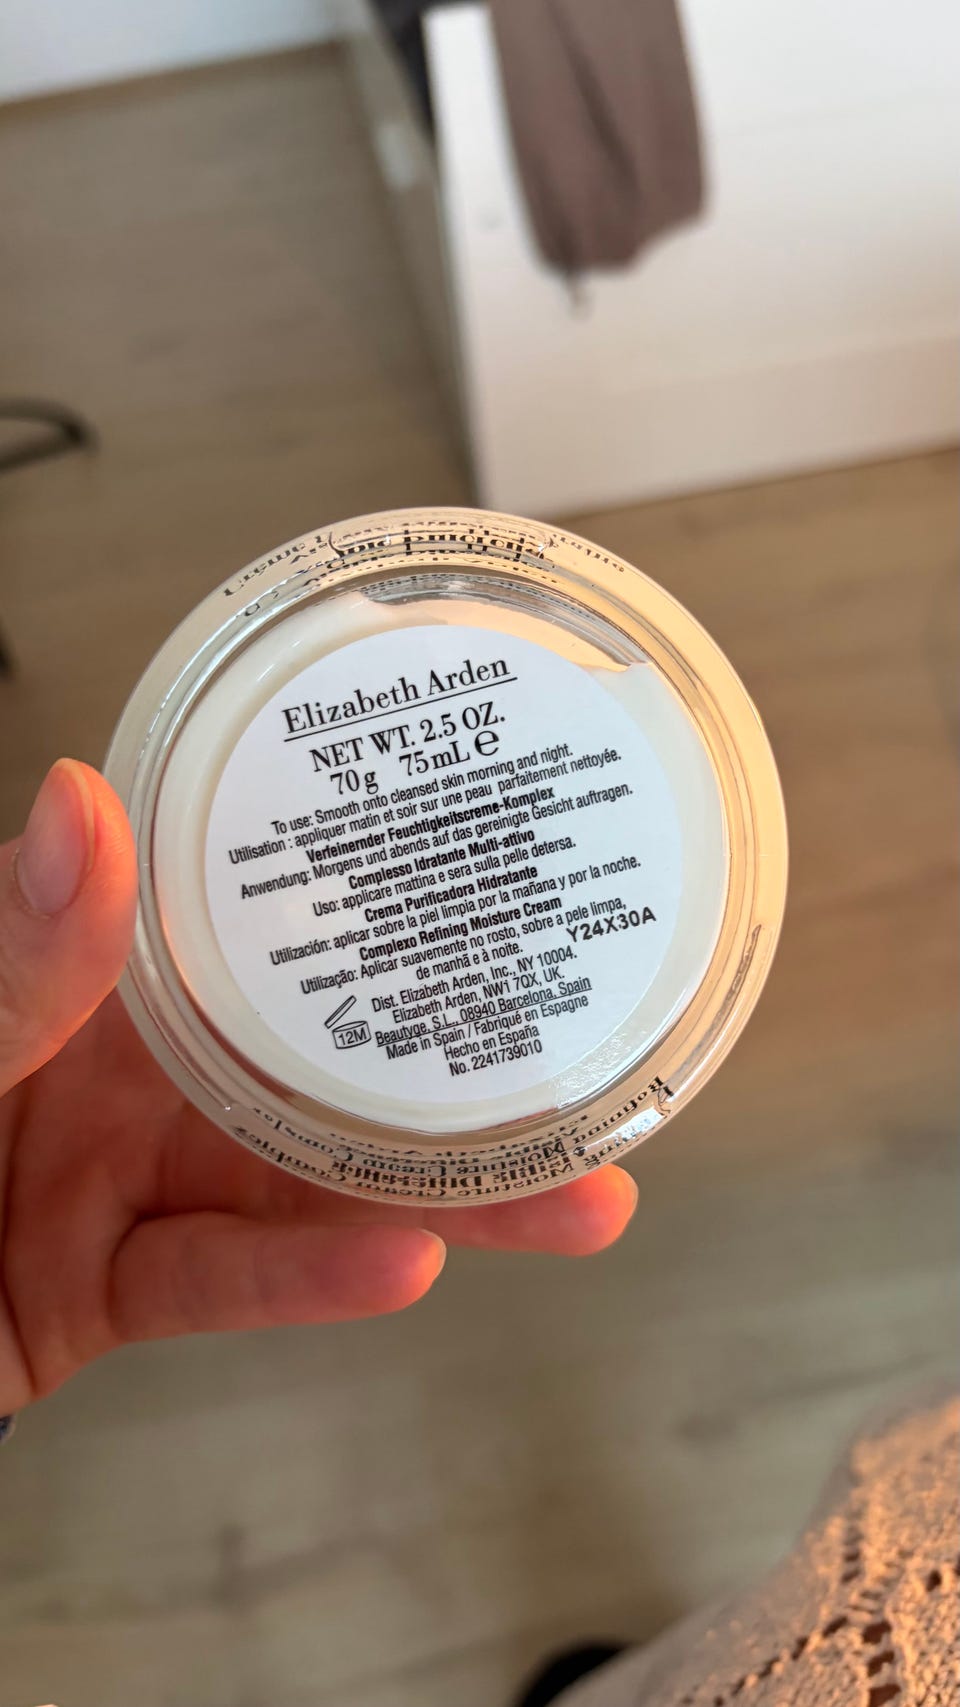 Elizabeth Arden
NET WT. 2.5 OZ.
70 g 75 mL ℮
To use: Smooth onto cleansed skin morning and night.
Utilisation : appliquer matin et soir sur une peau parfaitement nettoyée.
Verfeinernder Feuchtigkeitscreme-Komplex
Anwendung: Morgens und abends auf das gereinigte Gesicht auftragen.
Complesso Idratante Multi-attivo
Uso: applicare mattina e sera sulla pelle detersa.
Crema Purificadora Hidratante
Utilización: aplicar sobre la piel limpia por la mañana y por la noche.
Complexo Refining Moisture Cream
Utilização: Aplicar suavemente no rosto, sobre a pele limpa,
de manhã e à noite.
Y24X30A
Dist. Elizabeth Arden, Inc., NY 10004.
Elizabeth Arden, NW1 7QX, UK.
Beautyge, S.L., 08940 Barcelona, Spain
12M
Made in Spain / Fabriqué en Espagne
Hecho en España
No. 2241739010